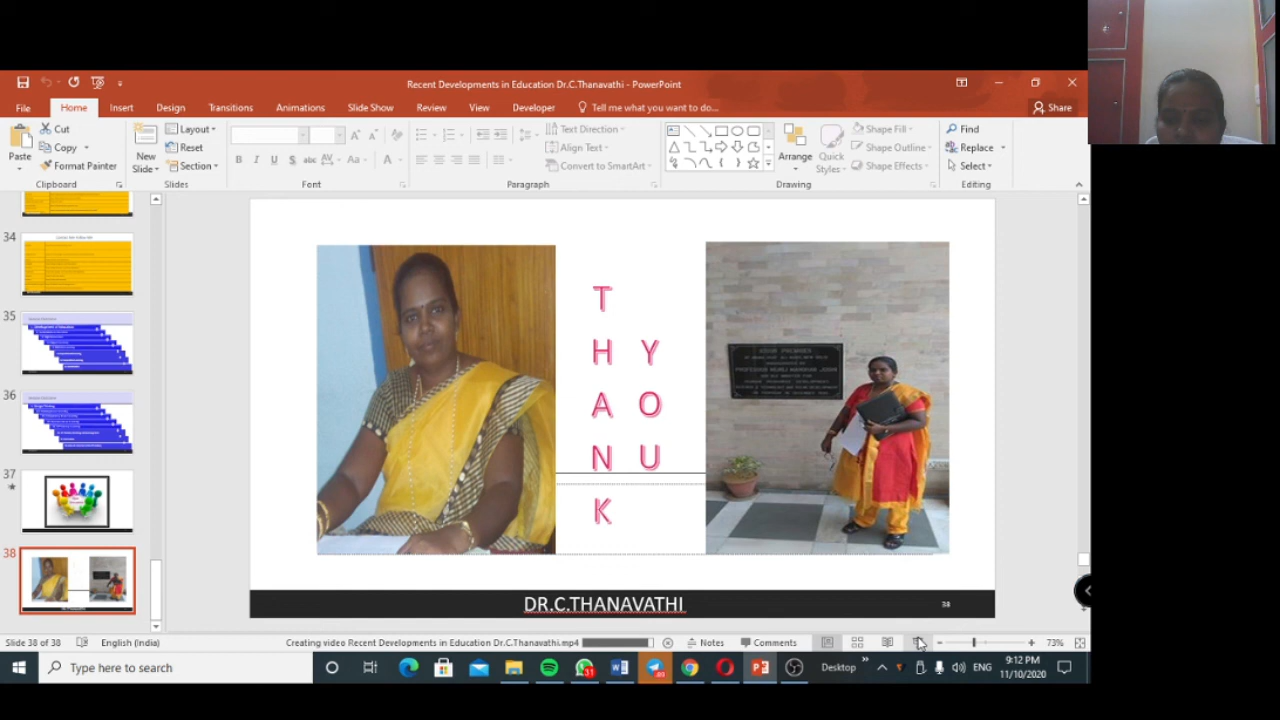 Recent Developments in Education Dr.C.Thanavathi - PowerPoint
File Home Insert Design Transitions Animations Slide Show Review View Developer Tell me what you want to do... Share
Cut Layout Text Direction Shape Fill Find
Copy Reset Align Text Shape Outline Replace
Paste Format Painter New Slide Section Convert to SmartArt Arrange Quick Styles Shape Effects Select
Clipboard Slides Font Paragraph Drawing Editing
34
35
36
37
38
T
H Y
A O
N U
K
DR.C.THANAVATHI 38
Slide 38 of 38 English (India) Creating video Recent Developments in Education Dr.C.Thanavathi.mp4 Notes Comments 73%
Type here to search Desktop ENG 9:12 PM
11/10/2020